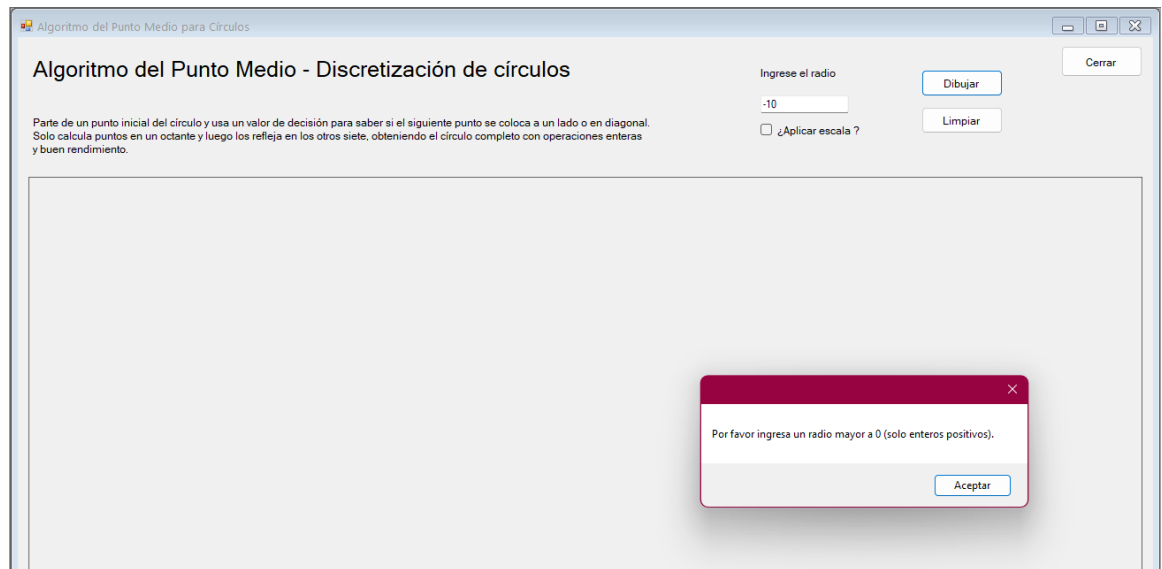 Algoritmo del Punto Medio para Círculos
Algoritmo del Punto Medio - Discretización de círculos
Parte de un punto inicial del círculo y usa un valor de decisión para saber si el siguiente punto se coloca a un lado o en diagonal.
Solo calcula puntos en un octante y luego los refleja en los otros siete, obteniendo el círculo completo con operaciones enteras
y buen rendimiento.
Ingrese el radio
-10
¿Aplicar escala ?
Dibujar
Limpiar
Cerrar
Por favor ingresa un radio mayor a 0 (solo enteros positivos).
Aceptar